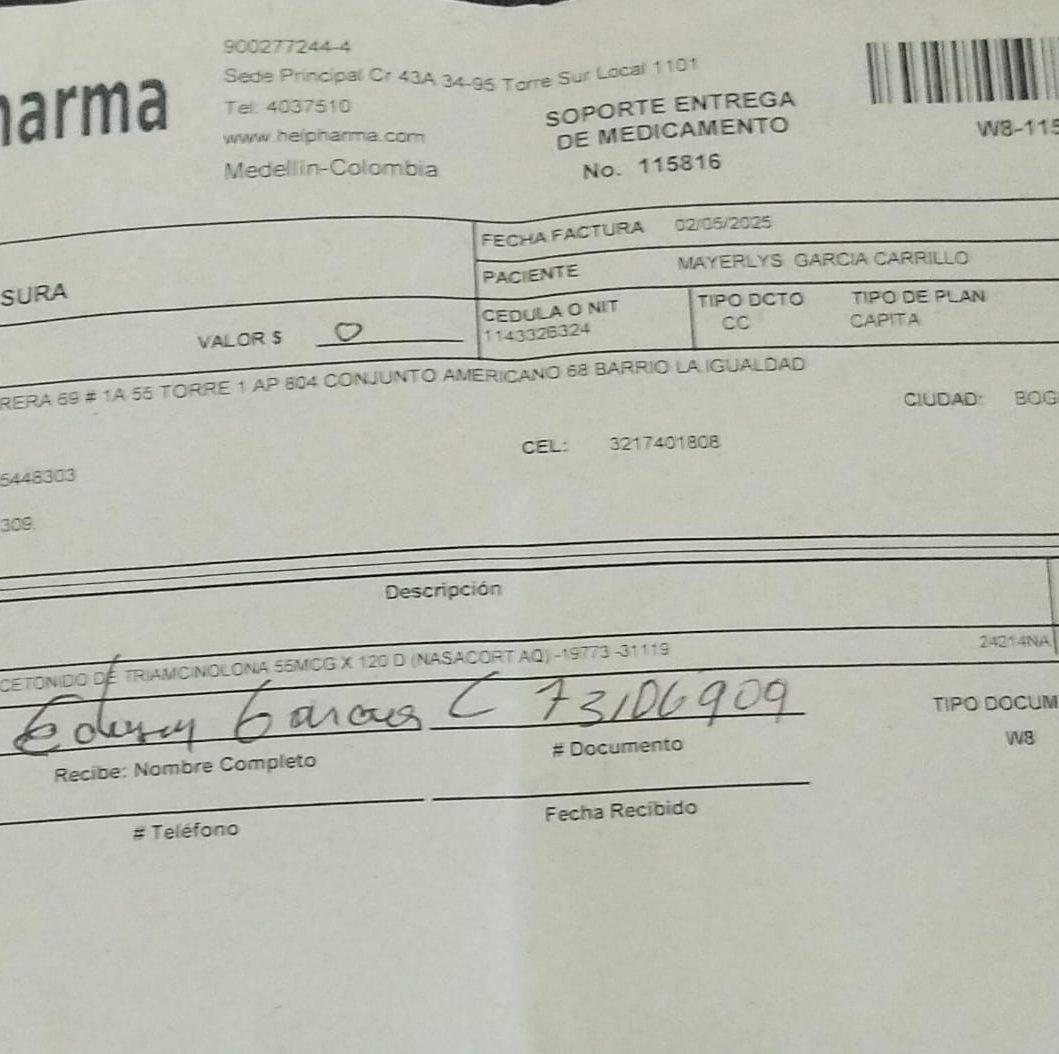 harma
900277244-4
Sede Principal Cr 43A 34-95 Torre Sur Local 1101
Tel: 4037510
www.helpharma.com
Medellin-Colombia
SOPORTE ENTREGA
DE MEDICAMENTO
No. 115816
W8-115
FECHA FACTURA 02/05/2025
PACIENTE MAYERLYS GARCIA CARRILLO
SURA
VALOR $ 0
CEDULA O NIT
1143326324
TIPO DCTO
CC
TIPO DE PLAN
CAPITA
RERA 69 # 1A 55 TORRE 1 AP 804 CONJUNTO AMERICANO 68 BARRIO LA IGUALDAD
CIUDAD: BOG
CEL: 3217401808
5448303
309
Descripción
CETONIDO DE TRIAMCINOLONA 55MCG X 120 D (NASACORT AQ) -19773 -31119
24214NA
C 73106909
Recibe: Nombre Completo
# Documento
TIPO DOCUM
W8
# Teléfono
Fecha Recibido